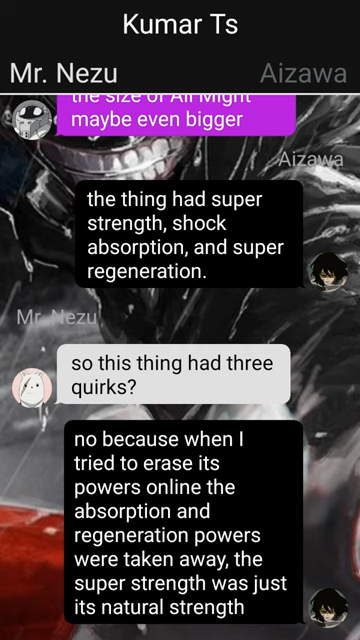 Kumar Ts
Mr. Nezu
Aizawa
the size of All Might
maybe even bigger
Aizawa
the thing had super
strength, shock
absorption, and super
regeneration.
Mr. Nezu
so this thing had three
quirks?
no because when I
tried to erase its
powers online the
absorption and
regeneration powers
were taken away, the
super strength was just
its natural strength